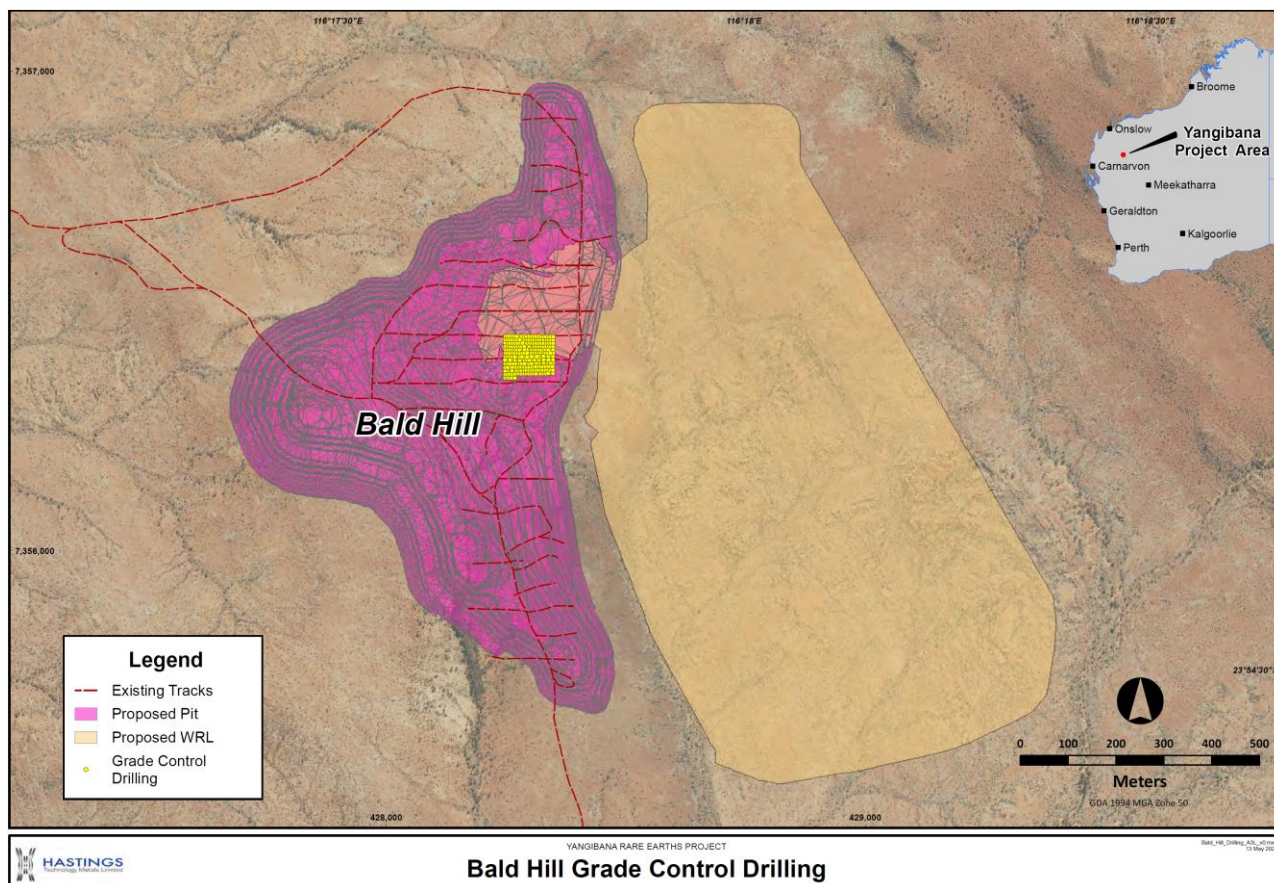 116°17'30"E
116°18'E
116°18'30"E
7,357,000
Broome
Onslow
Yangibana
Project Area
Carnarvon
Meekatharra
Geraldton
Kalgoorlie
Perth
Bald Hill
7,356,000
Legend
Existing Tracks
Proposed Pit
Proposed WRL
Grade Control
Drilling
23°54'30"
0 100 200 300 400 500
Meters
GDA 1994 MGA Zone 50
428,000
429,000
HASTINGS
Technology Metals Limited
YANGIBANA RARE EARTHS PROJECT
Bald Hill Grade Control Drilling
13 May